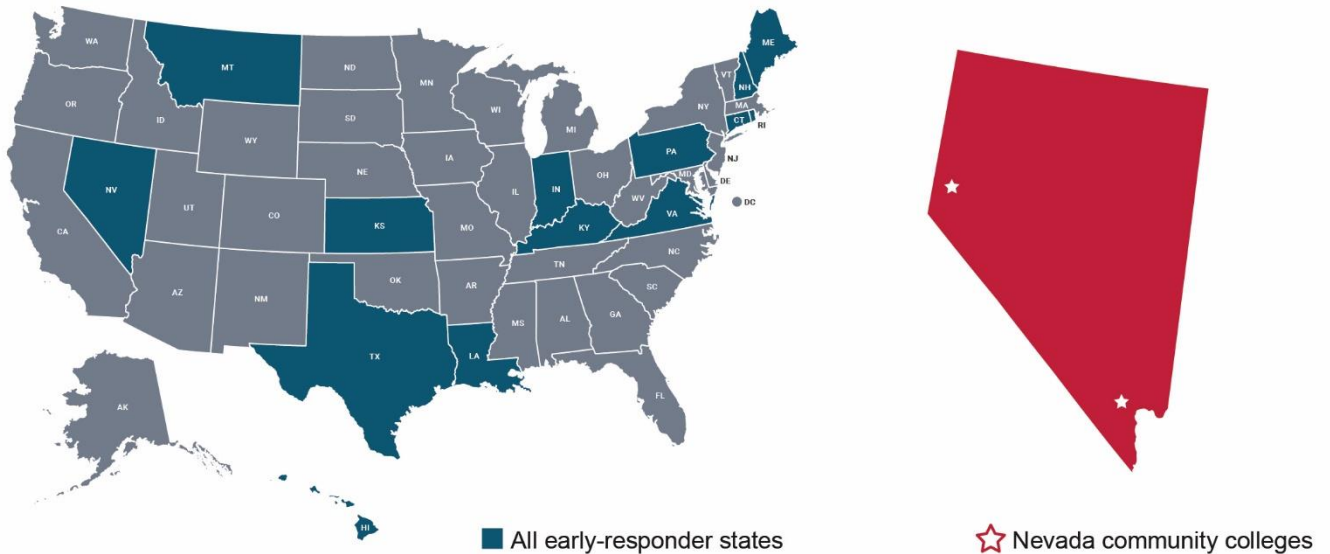 WA
MT
ND
MN
ME
VT
NH
OR
ID
SD
WI
NY
MA
CT
RI
WY
MI
PA
NJ
IA
NE
OH
MD
DE
NV
UT
CO
IL
IN
WV
VA
DC
CA
KS
MO
KY
NC
TN
AZ
NM
OK
AR
SC
MS
AL
GA
TX
LA
FL
AK
HI
All early-responder states
Nevada community colleges